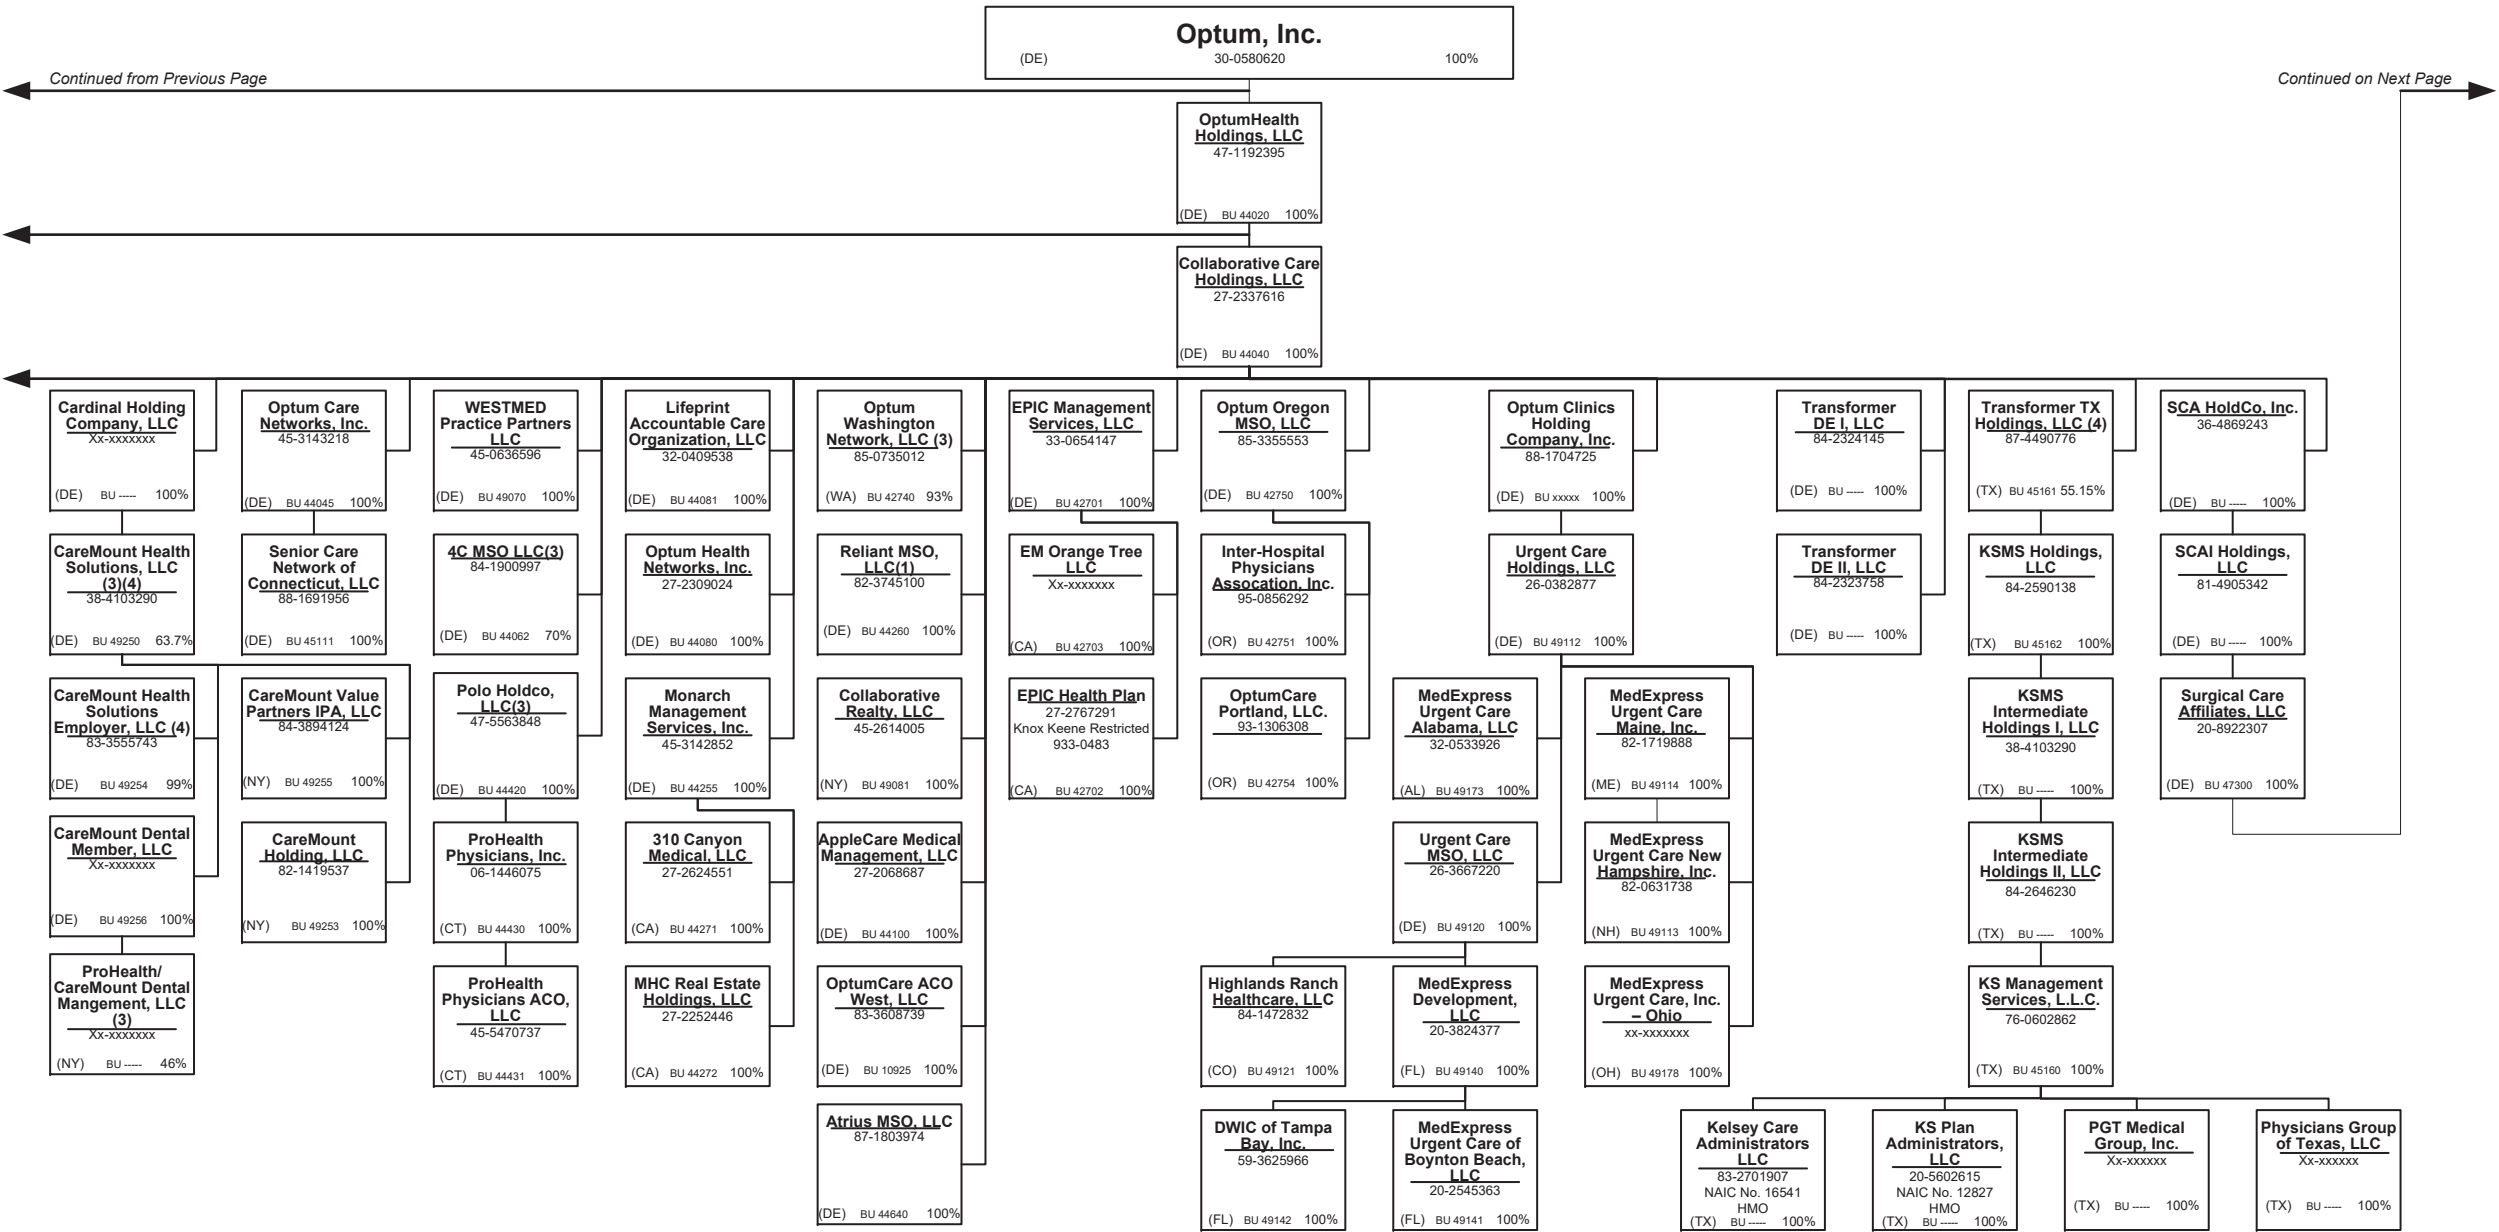 Optum, Inc.
(DE) 30-0580620 100%
Continued from Previous Page
Continued on Next Page
OptumHealth
Holdings, LLC
47-1192395
(DE) BU 44020 100%
Collaborative Care
Holdings, LLC
27-2337616
(DE) BU 44040 100%
Cardinal Holding
Company, LLC
Xx-xxxxxxx
(DE) BU ----- 100%
Optum Care
Networks, Inc.
45-3143218
(DE) BU 44045 100%
WESTMED
Practice Partners
LLC
45-0636596
(DE) BU 49070 100%
Lifeprint
Accountable Care
Organization, LLC
32-0409538
(DE) BU 44081 100%
Optum
Washington
Network, LLC (3)
85-0735012
(WA) BU 42740 93%
EPIC Management
Services, LLC
33-0654147
(DE) BU 42701 100%
Optum Oregon
MSO, LLC
85-3355553
(DE) BU 42750 100%
Optum Clinics
Holding
Company, Inc.
88-1704725
(DE) BU xxxxx 100%
Transformer
DE I, LLC
84-2324145
(DE) BU ----- 100%
Transformer TX
Holdings, LLC (4)
87-4490776
(TX) BU 45161 55.15%
SCA HoldCo, Inc.
36-4869243
(DE) BU ----- 100%
CareMount Health
Solutions, LLC
(3)(4)
38-4103290
(DE) BU 49250 63.7%
Senior Care
Network of
Connecticut, LLC
88-1691956
(DE) BU 45111 100%
4C MSO LLC(3)
84-1900997
(DE) BU 44062 70%
Optum Health
Networks, Inc.
27-2309024
(DE) BU 44080 100%
Reliant MSO,
LLC(1)
82-3745100
(DE) BU 44260 100%
EM Orange Tree
LLC
Xx-xxxxxxx
(CA) BU 42703 100%
Inter-Hospital
Physicians
Assocation, Inc.
95-0856292
(OR) BU 42751 100%
Urgent Care
Holdings, LLC
26-0382877
(DE) BU 49112 100%
Transformer
DE II, LLC
84-2323758
(DE) BU ----- 100%
KSMS Holdings,
LLC
84-2590138
(TX) BU 45162 100%
SCAI Holdings,
LLC
81-4905342
(DE) BU ----- 100%
CareMount Health
Solutions
Employer, LLC (4)
83-3555743
(DE) BU 49254 99%
CareMount Value
Partners IPA, LLC
84-3894124
(NY) BU 49255 100%
Polo Holdco,
LLC(3)
47-5563848
(DE) BU 44420 100%
Monarch
Management
Services, Inc.
45-3142852
(DE) BU 44255 100%
Collaborative
Realty, LLC
45-2614005
(NY) BU 49081 100%
EPIC Health Plan
27-2767291
Knox Keene Restricted
933-0483
(CA) BU 42702 100%
OptumCare
Portland, LLC.
93-1306308
(OR) BU 42754 100%
MedExpress
Urgent Care
Alabama, LLC
32-0533926
(AL) BU 49173 100%
MedExpress
Urgent Care
Maine, Inc.
82-1719888
(ME) BU 49114 100%
KSMS
Intermediate
Holdings I, LLC
38-4103290
(TX) BU ----- 100%
Surgical Care
Affiliates, LLC
20-8922307
(DE) BU 47300 100%
CareMount Dental
Member, LLC
Xx-xxxxxxx
(DE) BU 49256 100%
CareMount
Holding, LLC
82-1419537
(NY) BU 49253 100%
ProHealth
Physicians, Inc.
06-1446075
(CT) BU 44430 100%
310 Canyon
Medical, LLC
27-2624551
(CA) BU 44271 100%
AppleCare Medical
Management, LLC
27-2068687
(DE) BU 44100 100%
Urgent Care
MSO, LLC
26-3667220
(DE) BU 49120 100%
MedExpress
Urgent Care New
Hampshire, Inc.
82-0631738
(NH) BU 49113 100%
KSMS
Intermediate
Holdings II, LLC
84-2646230
(TX) BU ----- 100%
ProHealth/
CareMount Dental
Mangement, LLC
(3)
Xx-xxxxxxx
(NY) BU ----- 46%
ProHealth
Physicians ACO,
LLC
45-5470737
(CT) BU 44431 100%
MHC Real Estate
Holdings, LLC
27-2252446
(CA) BU 44272 100%
OptumCare ACO
West, LLC
83-3608739
(DE) BU 10925 100%
Highlands Ranch
Healthcare, LLC
84-1472832
(CO) BU 49121 100%
MedExpress
Development,
LLC
20-3824377
(FL) BU 49140 100%
MedExpress
Urgent Care, Inc.
– Ohio
xx-xxxxxxx
(OH) BU 49178 100%
KS Management
Services, L.L.C.
76-0602862
(TX) BU 45160 100%
Atrius MSO, LLC
87-1803974
(DE) BU 44640 100%
DWIC of Tampa
Bay, Inc.
59-3625966
(FL) BU 49142 100%
MedExpress
Urgent Care of
Boynton Beach,
LLC
20-2545363
(FL) BU 49141 100%
Kelsey Care
Administrators
LLC
83-2701907
NAIC No. 16541
HMO
(TX) BU ----- 100%
KS Plan
Administrators,
LLC
20-5602615
NAIC No. 12827
HMO
(TX) BU ----- 100%
PGT Medical
Group, Inc.
Xx-xxxxxx
(TX) BU ----- 100%
Physicians Group
of Texas, LLC
Xx-xxxxxx
(TX) BU ----- 100%